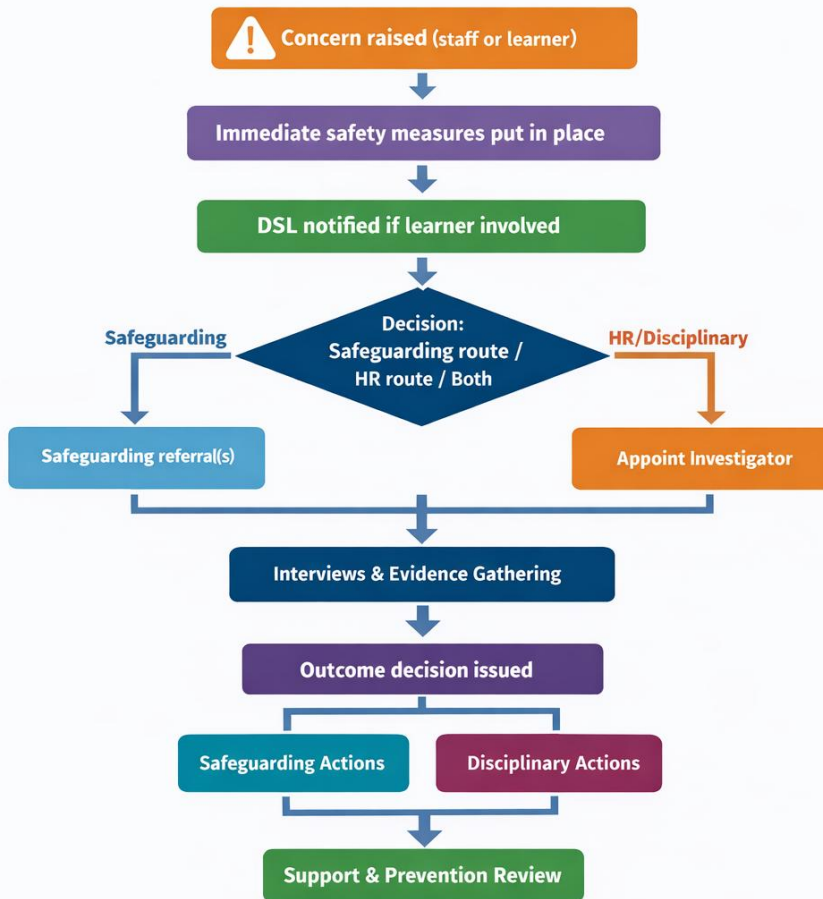 Concern raised (staff or learner)
Immediate safety measures put in place
DSL notified if learner involved
Decision:
Safeguarding route /
HR route / Both
Safeguarding
HR/Disciplinary
Safeguarding referral(s)
Appoint Investigator
Interviews & Evidence Gathering
Outcome decision issued
Safeguarding Actions
Disciplinary Actions
Support & Prevention Review